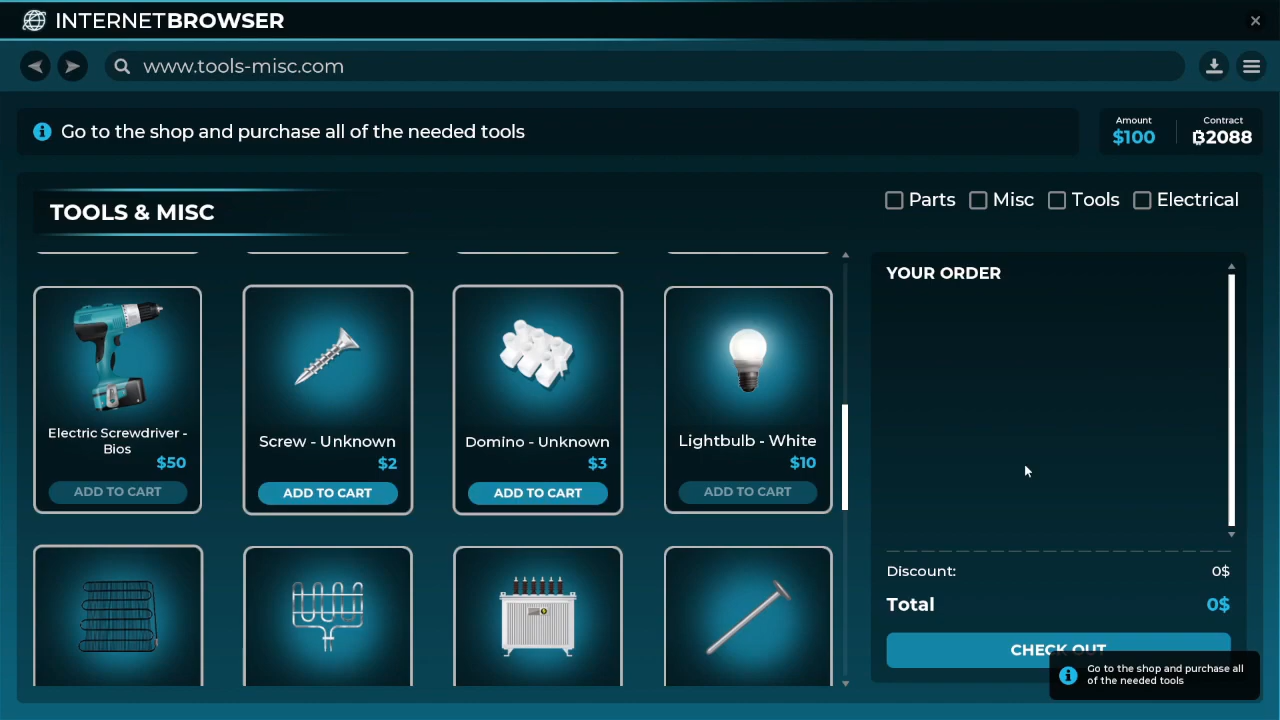 INTERNETBROWSER
www.tools-misc.com
Go to the shop and purchase all of the needed tools
Amount
$100
Contract
₿2088
TOOLS & MISC
Parts
Misc
Tools
Electrical
Electric Screwdriver -
Bios
$50
ADD TO CART
Screw - Unknown
$2
ADD TO CART
Domino - Unknown
$3
ADD TO CART
Lightbulb - White
$10
ADD TO CART
YOUR ORDER
Discount:
0$
Total
0$
CHECK OUT
Go to the shop and purchase all
of the needed tools